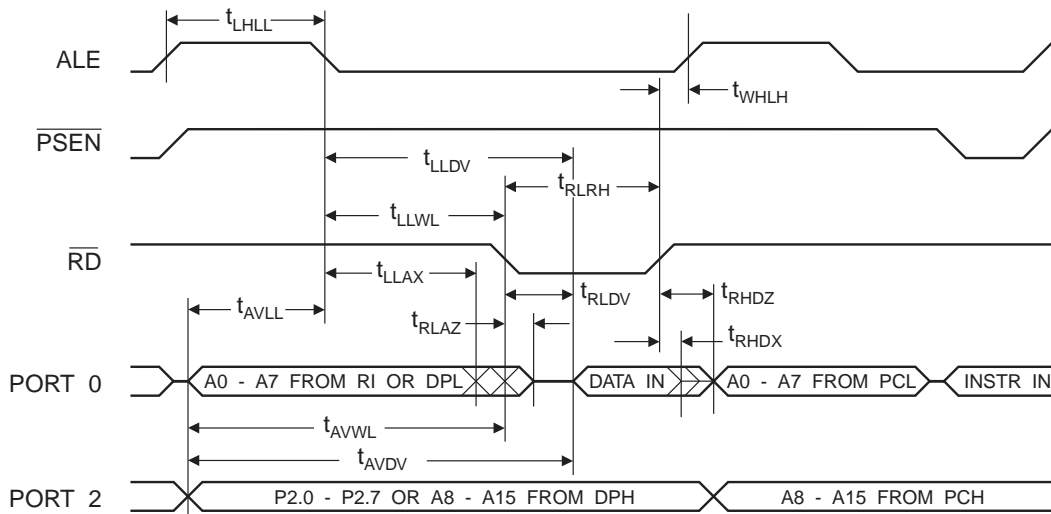 tLHLL
ALE
tWHLH
PSEN
tLLDV
tRLRH
tLLWL
RD
tLLAX
tRLDV
tRHDZ
tAVLL
tRLAZ
tRHDX
PORT 0
A0 - A7 FROM RI OR DPL
DATA IN
A0 - A7 FROM PCL
INSTR IN
tAVWL
tAVDV
PORT 2
P2.0 - P2.7 OR A8 - A15 FROM DPH
A8 - A15 FROM PCH